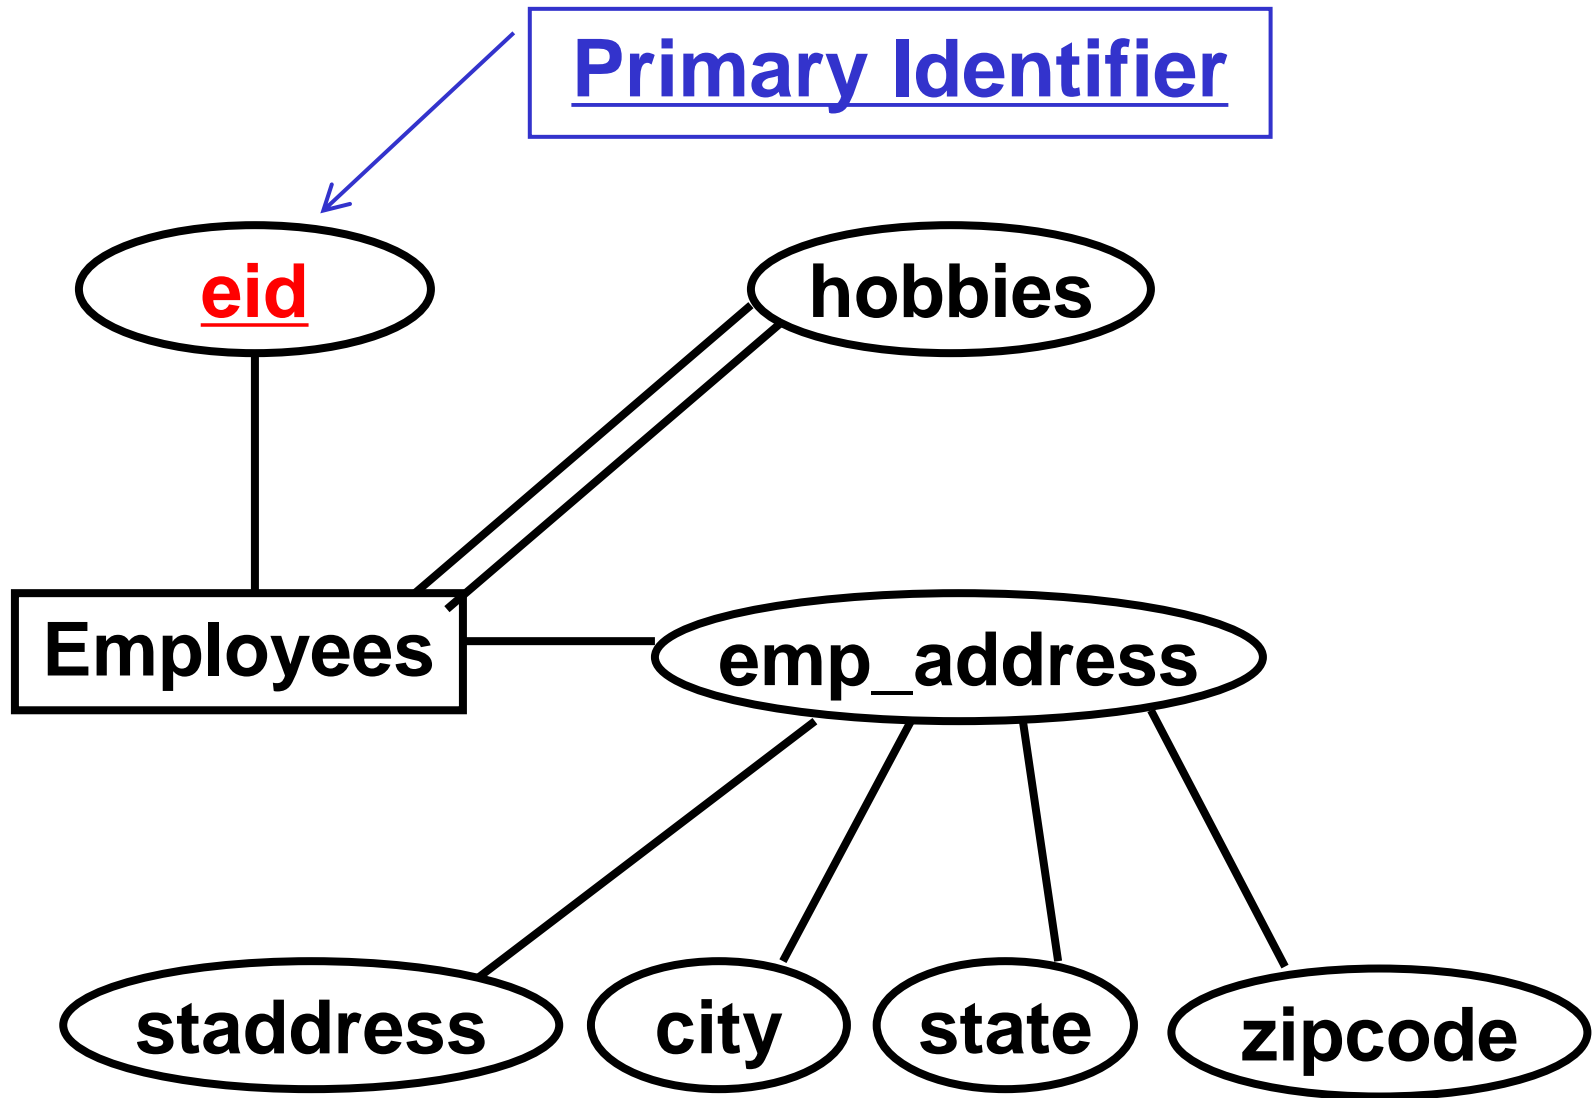 Primary Identifier
eid
hobbies
Employees
emp_address
staddress
city
state
zipcode